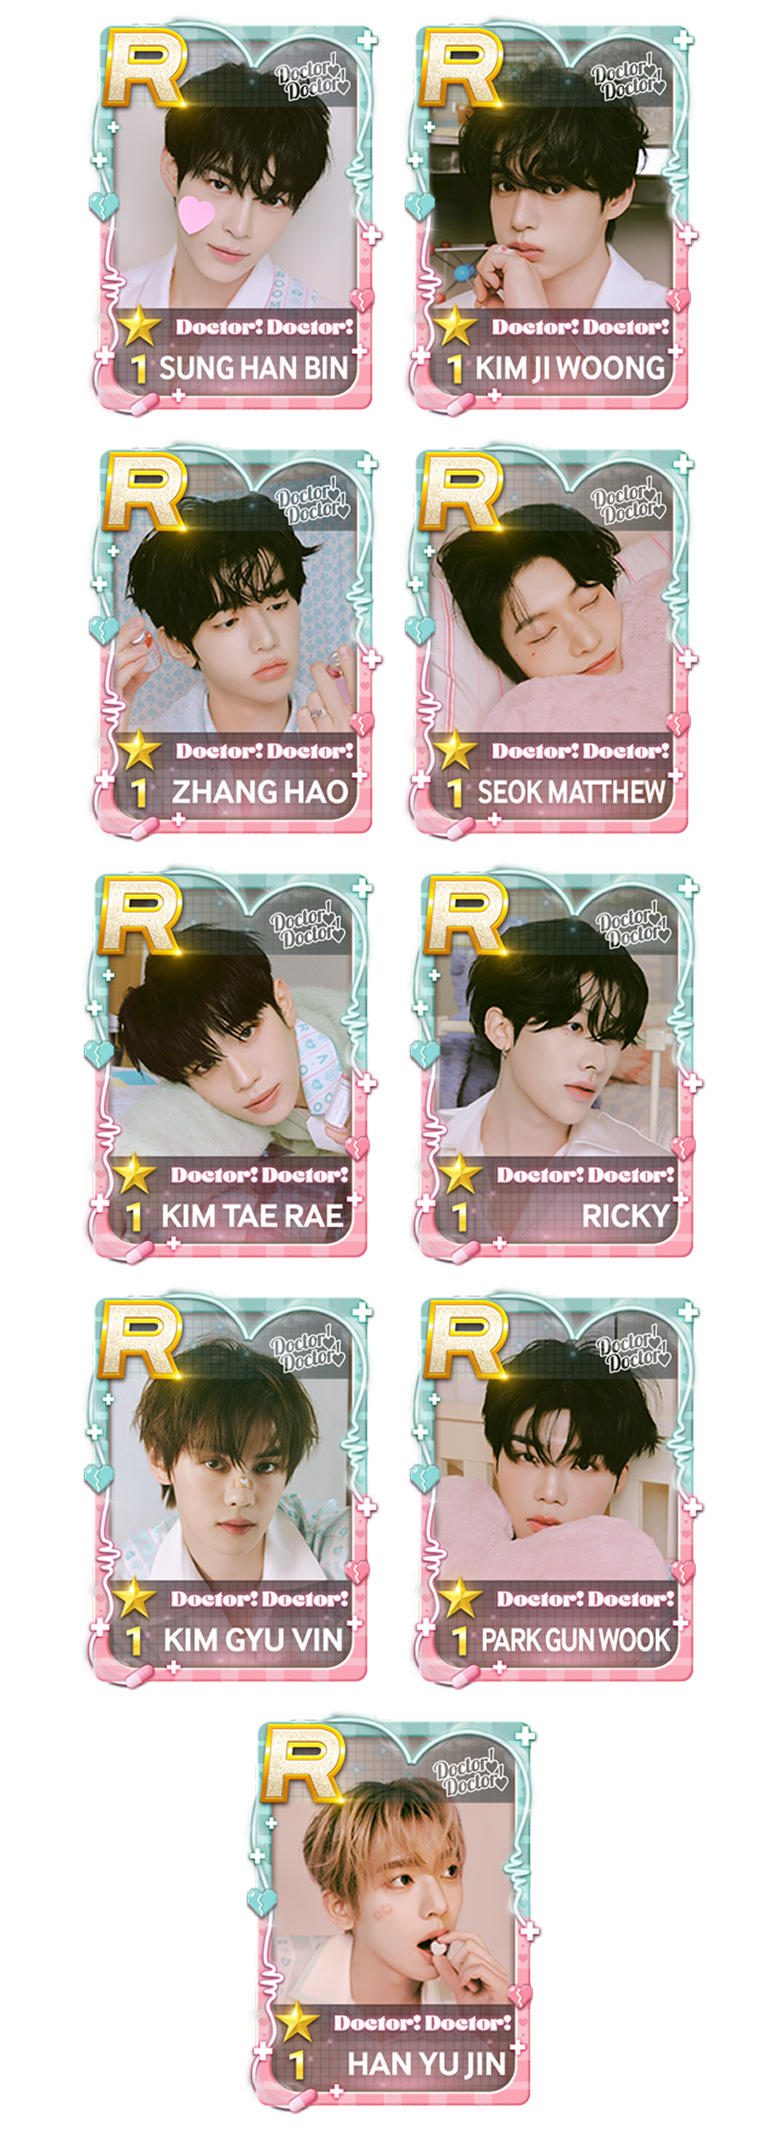 R
Doctor!
Doctor!
Doctor! Doctor!
1 SUNG HAN BIN
R
Doctor!
Doctor!
Doctor! Doctor!
1 KIM JI WOONG
R
Doctor!
Doctor!
Doctor! Doctor!
1 ZHANG HAO
R
Doctor!
Doctor!
Doctor! Doctor!
1 SEOK MATTHEW
R
Doctor!
Doctor!
Doctor! Doctor!
1 KIM TAE RAE
R
Doctor!
Doctor!
Doctor! Doctor!
1 RICKY
R
Doctor!
Doctor!
Doctor! Doctor!
1 KIM GYU VIN
R
Doctor!
Doctor!
Doctor! Doctor!
1 PARK GUN WOOK
R
Doctor!
Doctor!
Doctor! Doctor!
1 HAN YU JIN